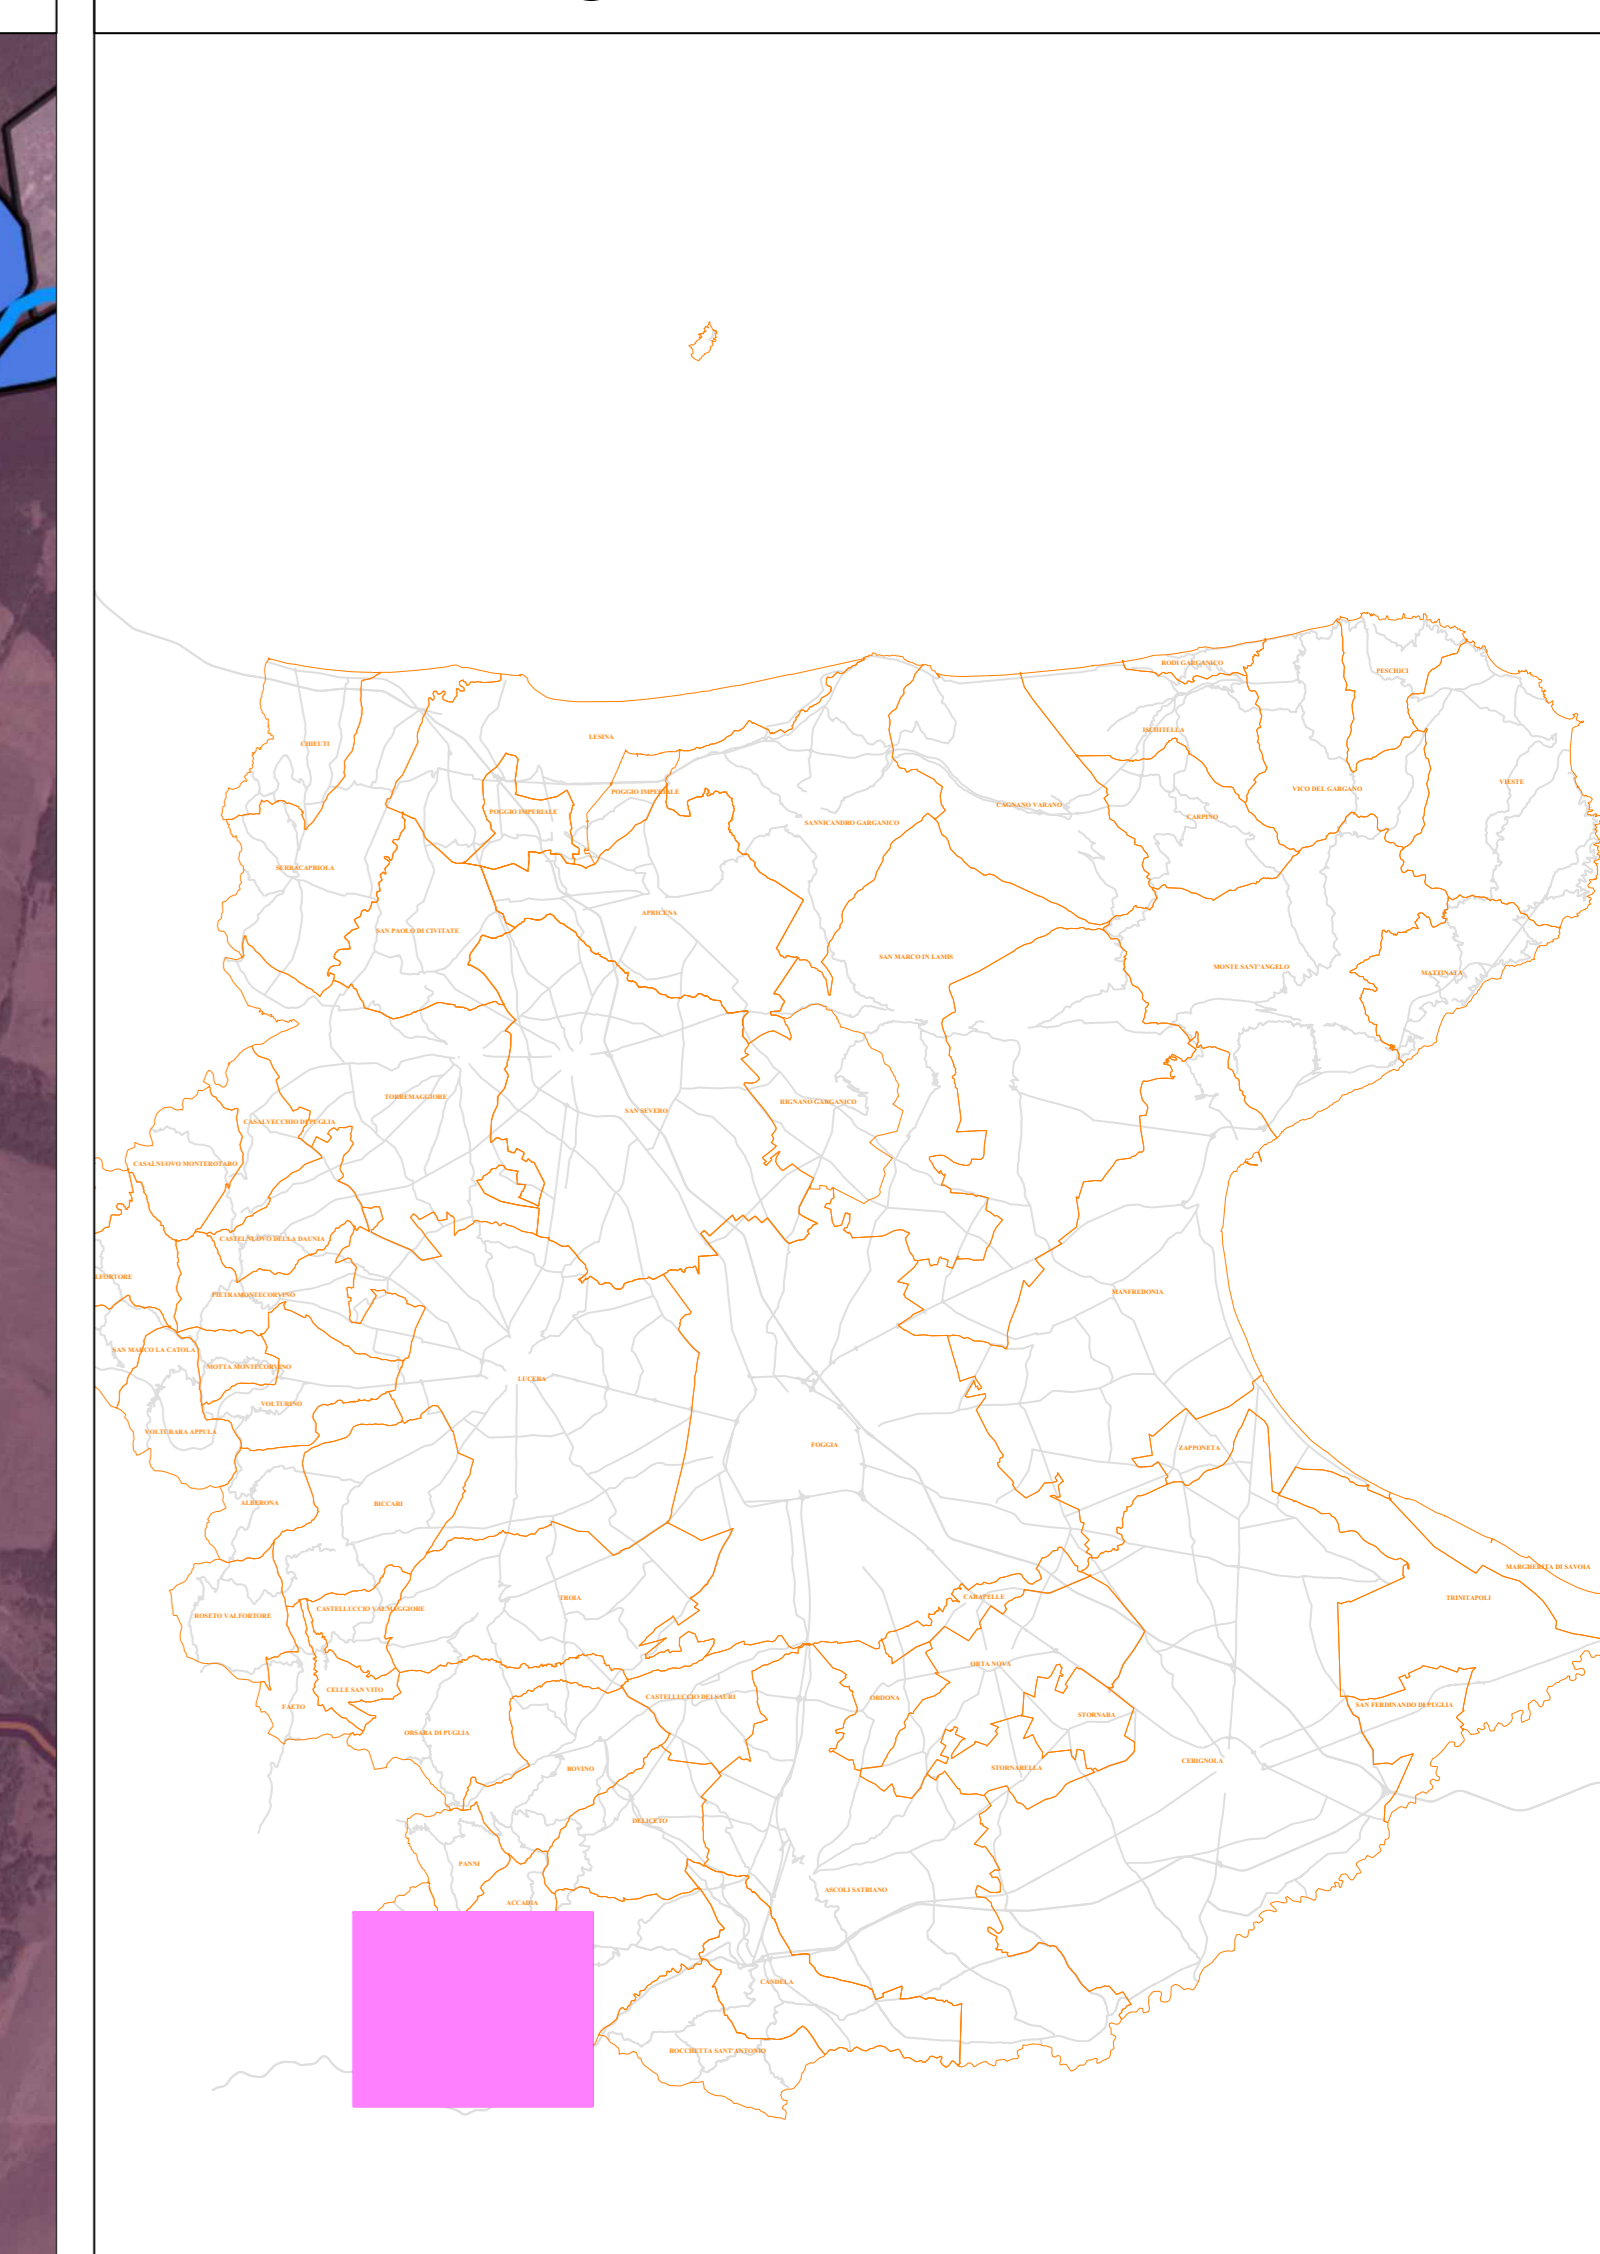 RODI GARGANICO
PESCHICI
ISCHITELLA
LESINA
CHIEUTI
VIESTE
VICO DEL GARGANO
POGGIO IMPERIALE
CAGNANO VARANO
POGGIO IMPERIALE
CARPINO
SANNICANDRO GARGANICO
SERRACAPRIOLA
APRICENA
SAN PAOLO DI CIVITATE
SAN MARCO IN LAMIS
MONTE SANT'ANGELO
MATTINATA
TORREMAGGIORE
RIGNANO GARGANICO
SAN SEVERO
CASALVECCHIO DI PUGLIA
CASALNUOVO MONTEROTARO
CASTELNUOVO DELLA DAUNIA
LFORTORE
PIETRAMONTECORVINO
MANFREDONIA
SAN MARCO LA CATOLA
MOTTA MONTECORVINO
LUCERA
VOLTURINO
VOLTURARA APPULA
FOGGIA
ZAPPONETA
ALBERONA
BICCARI
MARGHERITA DI SAVOIA
CARAPELLE
TROIA
TRINITAPOLI
CASTELLUCCIO VALMAGGIORE
ROSETO VALFORTORE
ORTA NOVA
CELLE SAN VITO
CASTELLUCCIO DEI SAURI
ORDONA
FAETO
SAN FERDINANDO DI PUGLIA
STORNARA
ORSARA DI PUGLIA
CERIGNOLA
BOVINO
STORNARELLA
DELICETO
PANNI
ASCOLI SATRIANO
ACCADIA
CANDELA
ROCCHETTA SANT'ANTONIO